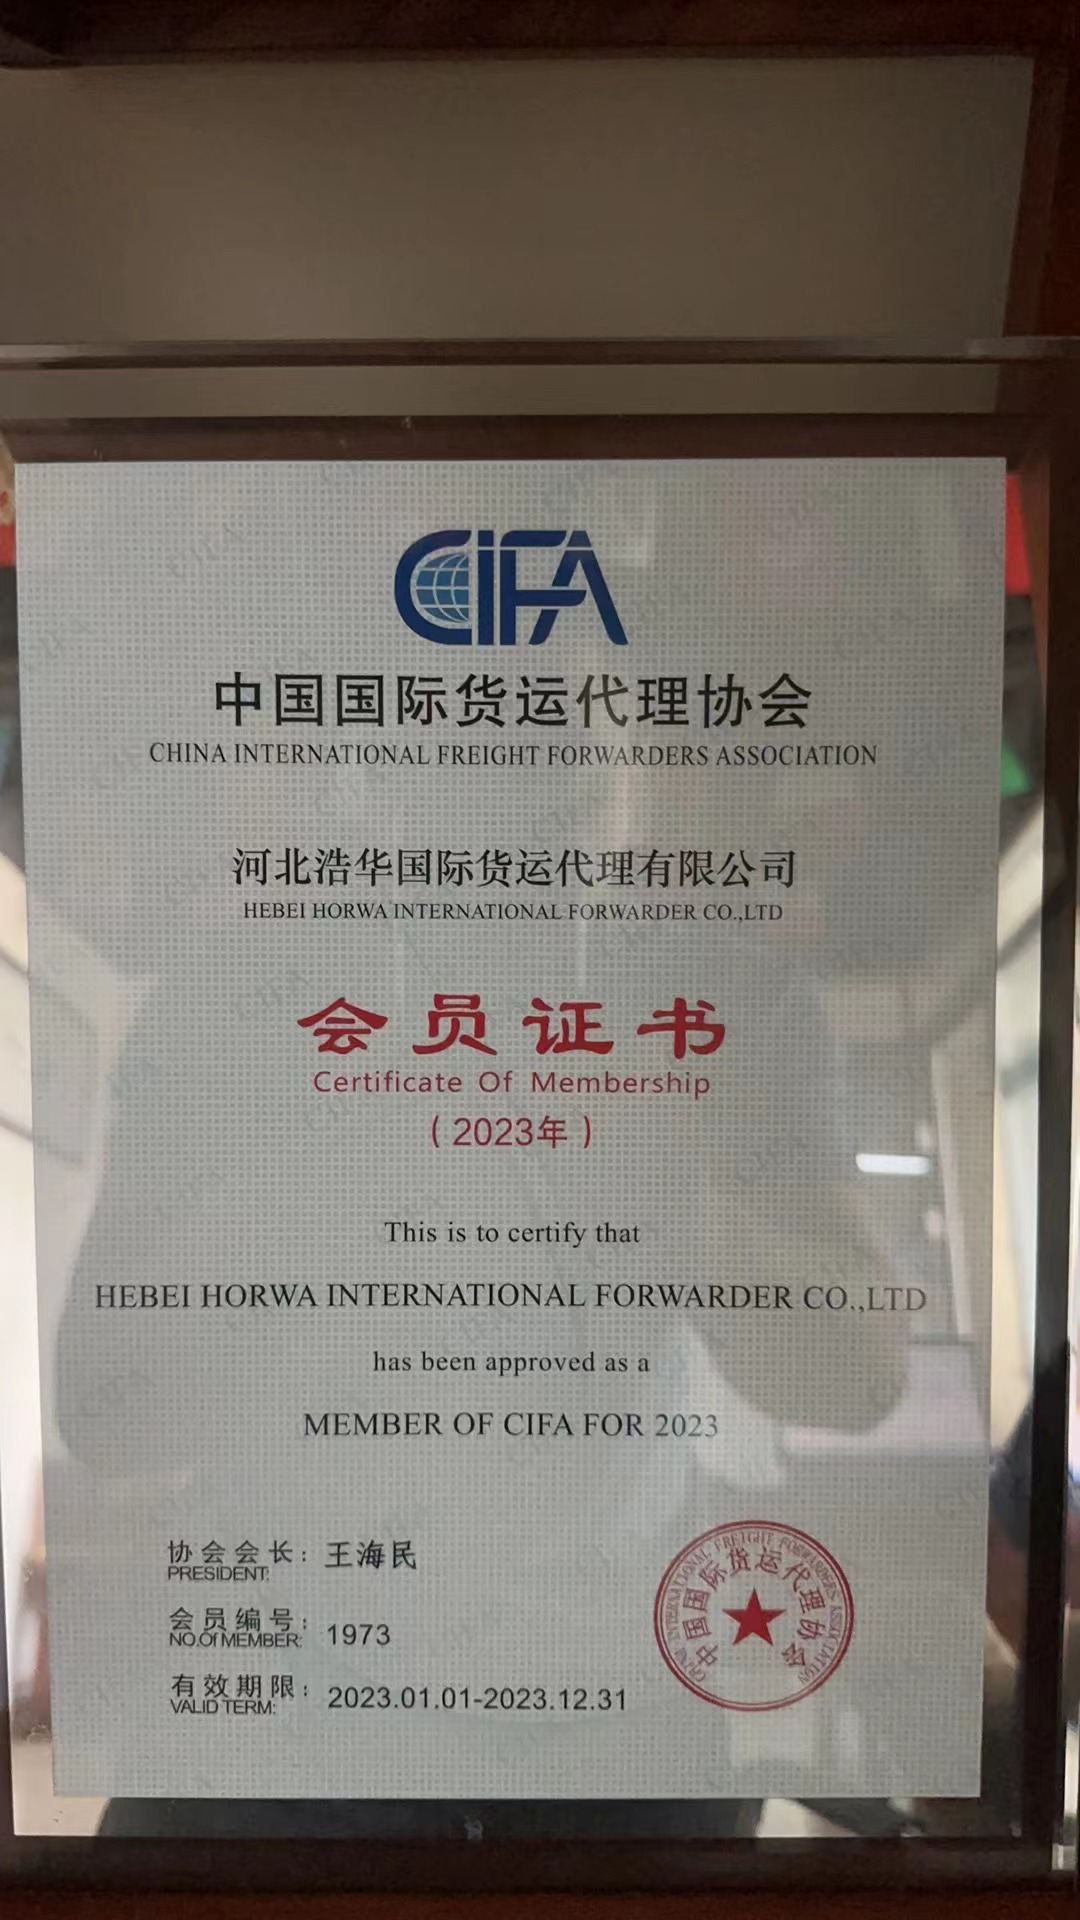 CIFA
中国国际货运代理协会
CHINA INTERNATIONAL FREIGHT FORWARDERS ASSOCIATION
河北浩华国际货运代理有限公司
HEBEI HORWA INTERNATIONAL FORWARDER CO.,LTD
会员证书
Certificate Of Membership
(2023年)
This is to certify that
HEBEI HORWA INTERNATIONAL FORWARDER CO.,LTD
has been approved as a
MEMBER OF CIFA FOR 2023
协会会长: 王海民
PRESIDENT:
会员编号: 1973
NO.Of MEMBER:
有效期限: 2023.01.01-2023.12.31
VALID TERM:
CHINA INTERNATIONAL FREIGHT FORWARDERS ASSOCIATION
中国国际货运代理协会